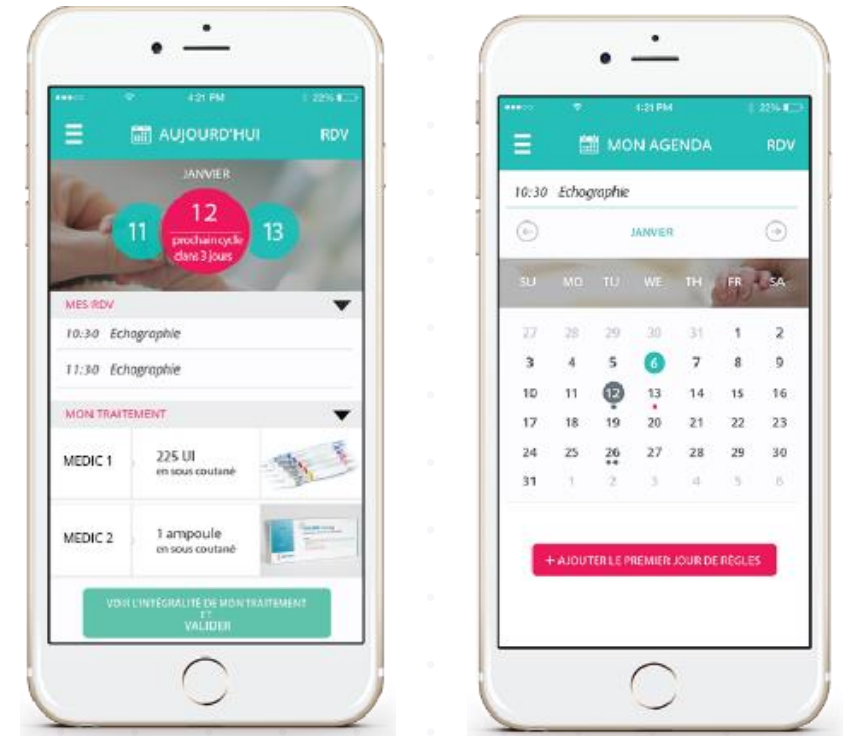 4:21 PM
22%
AUJOURD'HUI
RDV
JANVIER
11
12
prochain cycle
dans 3 jours
13
MES RDV
10:30 Echographie
11:30 Echographie
MON TRAITEMENT
MEDIC 1
225 UI
en sous coutané
MEDIC 2
1 ampoule
en sous coutané
VOIR L'INTÉGRALITÉ DE MON TRAITEMENT
ET
VALIDER
4:21 PM
22%
MON AGENDA
RDV
10:30 Echographie
JANVIER
SU MO TU WE TH FR SA
27 28 29 30 31 1 2
3 4 5 6 7 8 9
10 11 12 13 14 15 16
17 18 19 20 21 22 23
24 25 26 27 28 29 30
31 1 2 3 4 5 6
+ AJOUTER LE PREMIER JOUR DE RÈGLES